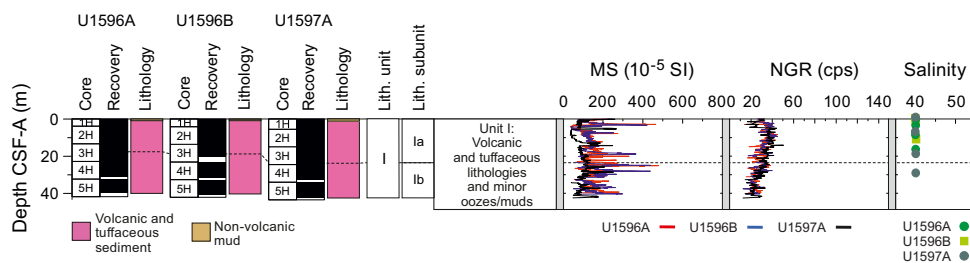 U1596A U1596B U1597A
Core Recovery Lithology Core Recovery Lithology Core Recovery Lithology Lith. unit Lith. subunit
MS (10-5 SI) NGR (cps) Salinity
0 200 400 600 800 20 60 100 140 40 50
Depth CSF-A (m)
0
20
40
1H 1H 1H
2H 2H 2H
3H 3H 3H
4H 4H 4H
5H 5H 5H
I
Ia
Ib
Unit I:
Volcanic
and tuffaceous
lithologies
and minor
oozes/muds
Volcanic and
tuffaceous
sediment
Non-volcanic
mud
U1596A U1596B U1597A
U1596A
U1596B
U1597A